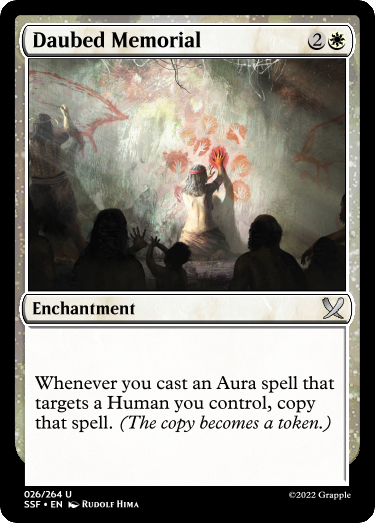 Daubed Memorial 2
Enchantment
Whenever you cast an Aura spell that
targets a Human you control, copy
that spell. (The copy becomes a token.)
026/264 U
SSF • EN Rudolf Hima
©2022 Grapple